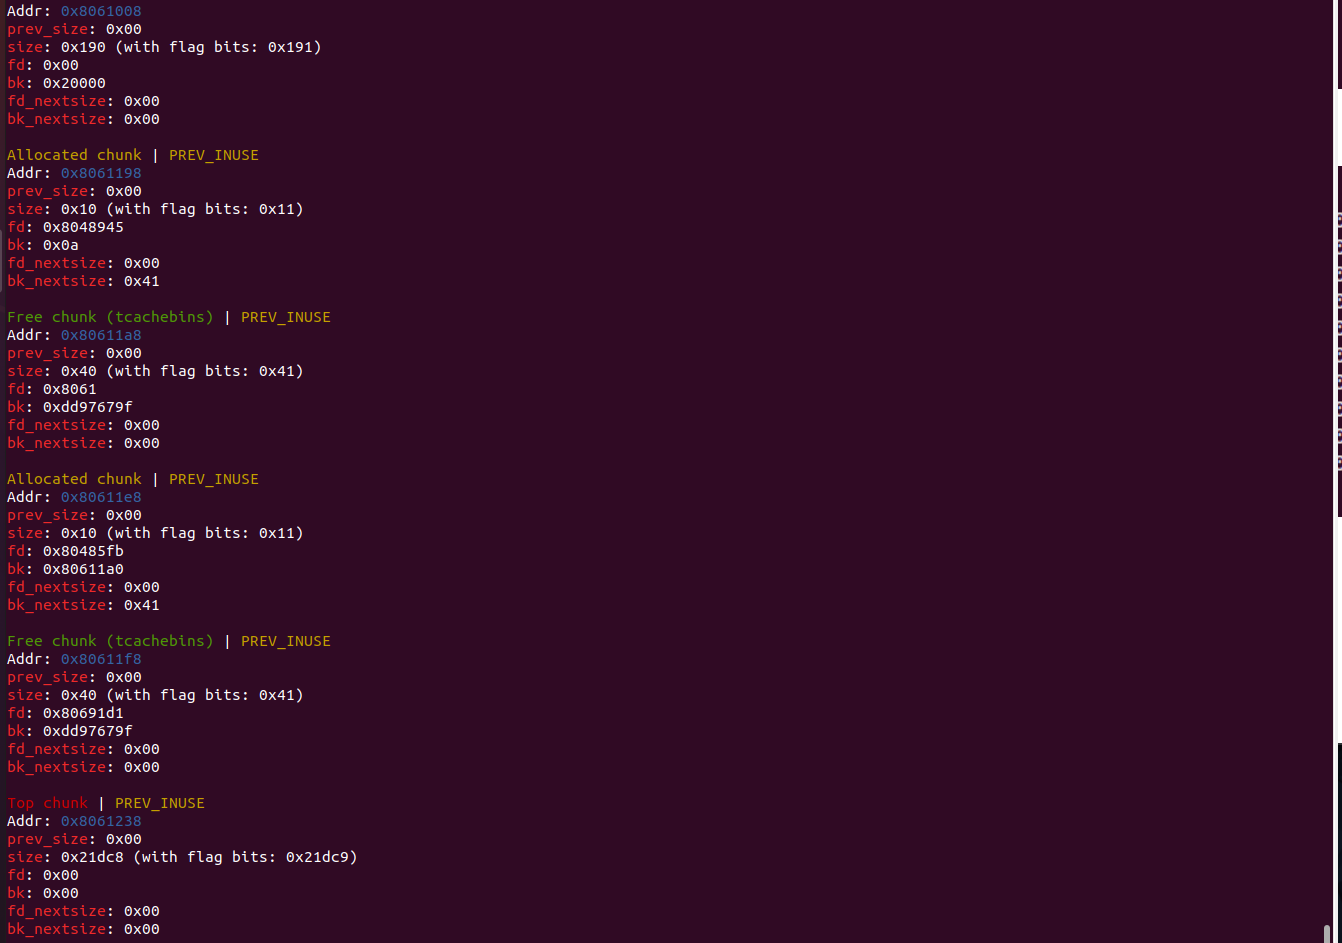 Addr: 0x8061008
prev_size: 0x00
size: 0x190 (with flag bits: 0x191)
fd: 0x00
bk: 0x20000
fd_nextsize: 0x00
bk_nextsize: 0x00
Allocated chunk | PREV_INUSE
Addr: 0x8061198
prev_size: 0x00
size: 0x10 (with flag bits: 0x11)
fd: 0x8048945
bk: 0x0a
fd_nextsize: 0x00
bk_nextsize: 0x41
Free chunk (tcachebins) | PREV_INUSE
Addr: 0x80611a8
prev_size: 0x00
size: 0x40 (with flag bits: 0x41)
fd: 0x8061
bk: 0xdd97679f
fd_nextsize: 0x00
bk_nextsize: 0x00
Allocated chunk | PREV_INUSE
Addr: 0x80611e8
prev_size: 0x00
size: 0x10 (with flag bits: 0x11)
fd: 0x80485fb
bk: 0x80611a0
fd_nextsize: 0x00
bk_nextsize: 0x41
Free chunk (tcachebins) | PREV_INUSE
Addr: 0x80611f8
prev_size: 0x00
size: 0x40 (with flag bits: 0x41)
fd: 0x80691d1
bk: 0xdd97679f
fd_nextsize: 0x00
bk_nextsize: 0x00
Top chunk | PREV_INUSE
Addr: 0x8061238
prev_size: 0x00
size: 0x21dc8 (with flag bits: 0x21dc9)
fd: 0x00
bk: 0x00
fd_nextsize: 0x00
bk_nextsize: 0x00